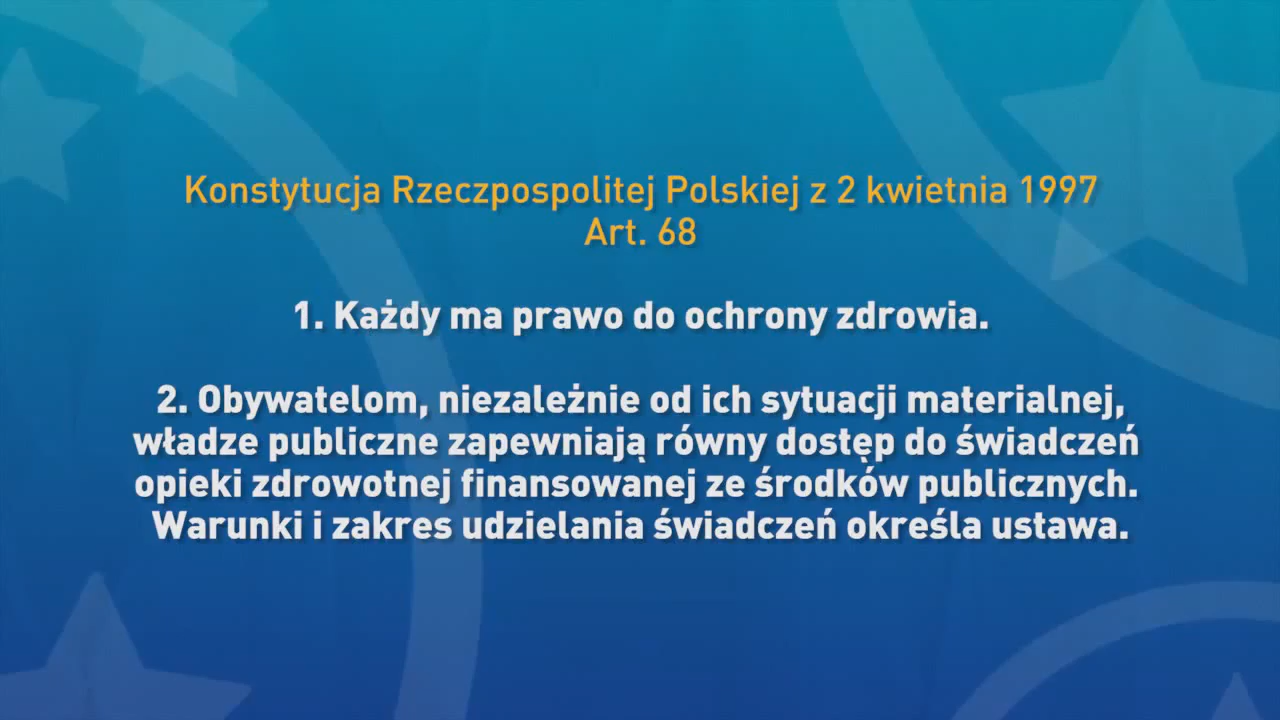 Konstytucja Rzeczpospolitej Polskiej z 2 kwietnia 1997
Art. 68
1. Każdy ma prawo do ochrony zdrowia.
2. Obywatelom, niezależnie od ich sytuacji materialnej,
władze publiczne zapewniają równy dostęp do świadczeń
opieki zdrowotnej finansowanej ze środków publicznych.
Warunki i zakres udzielania świadczeń określa ustawa.